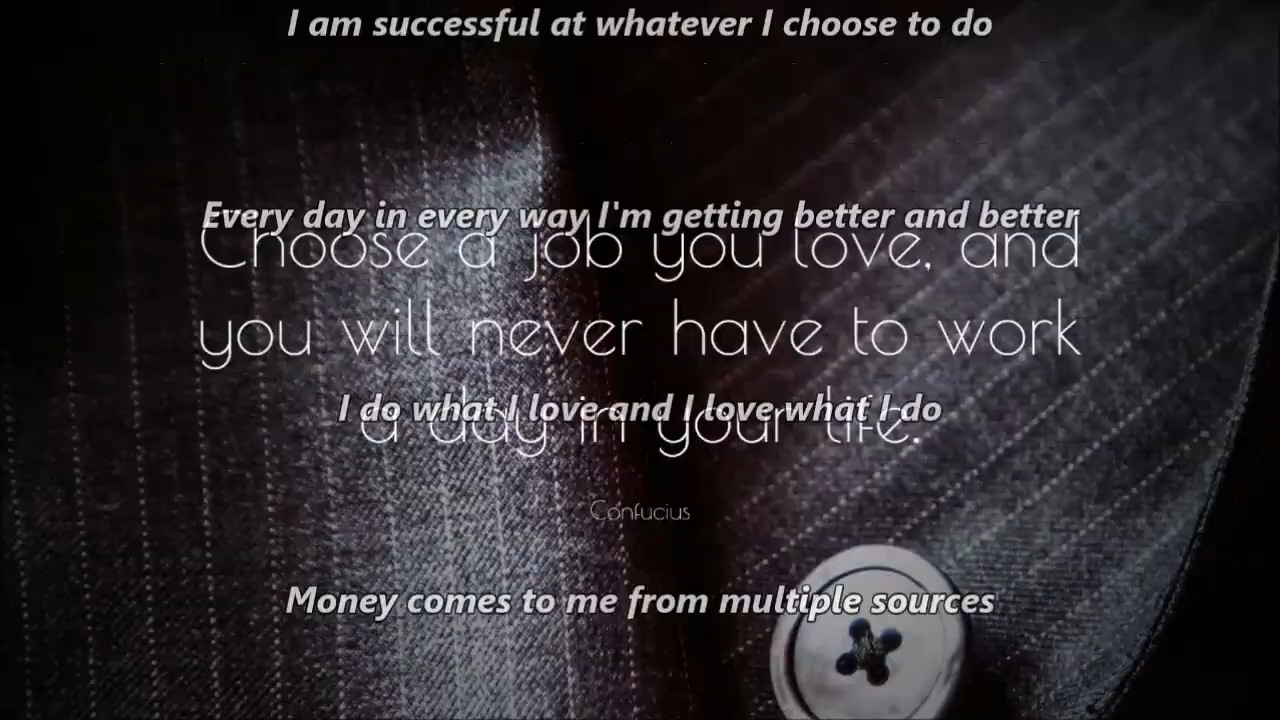 I am successful at whatever I choose to do
Every day in every way I'm getting better and better
Choose a job you love, and
you will never have to work
I do what I love and I love what I do
a day in your life.
Confucius
Money comes to me from multiple sources